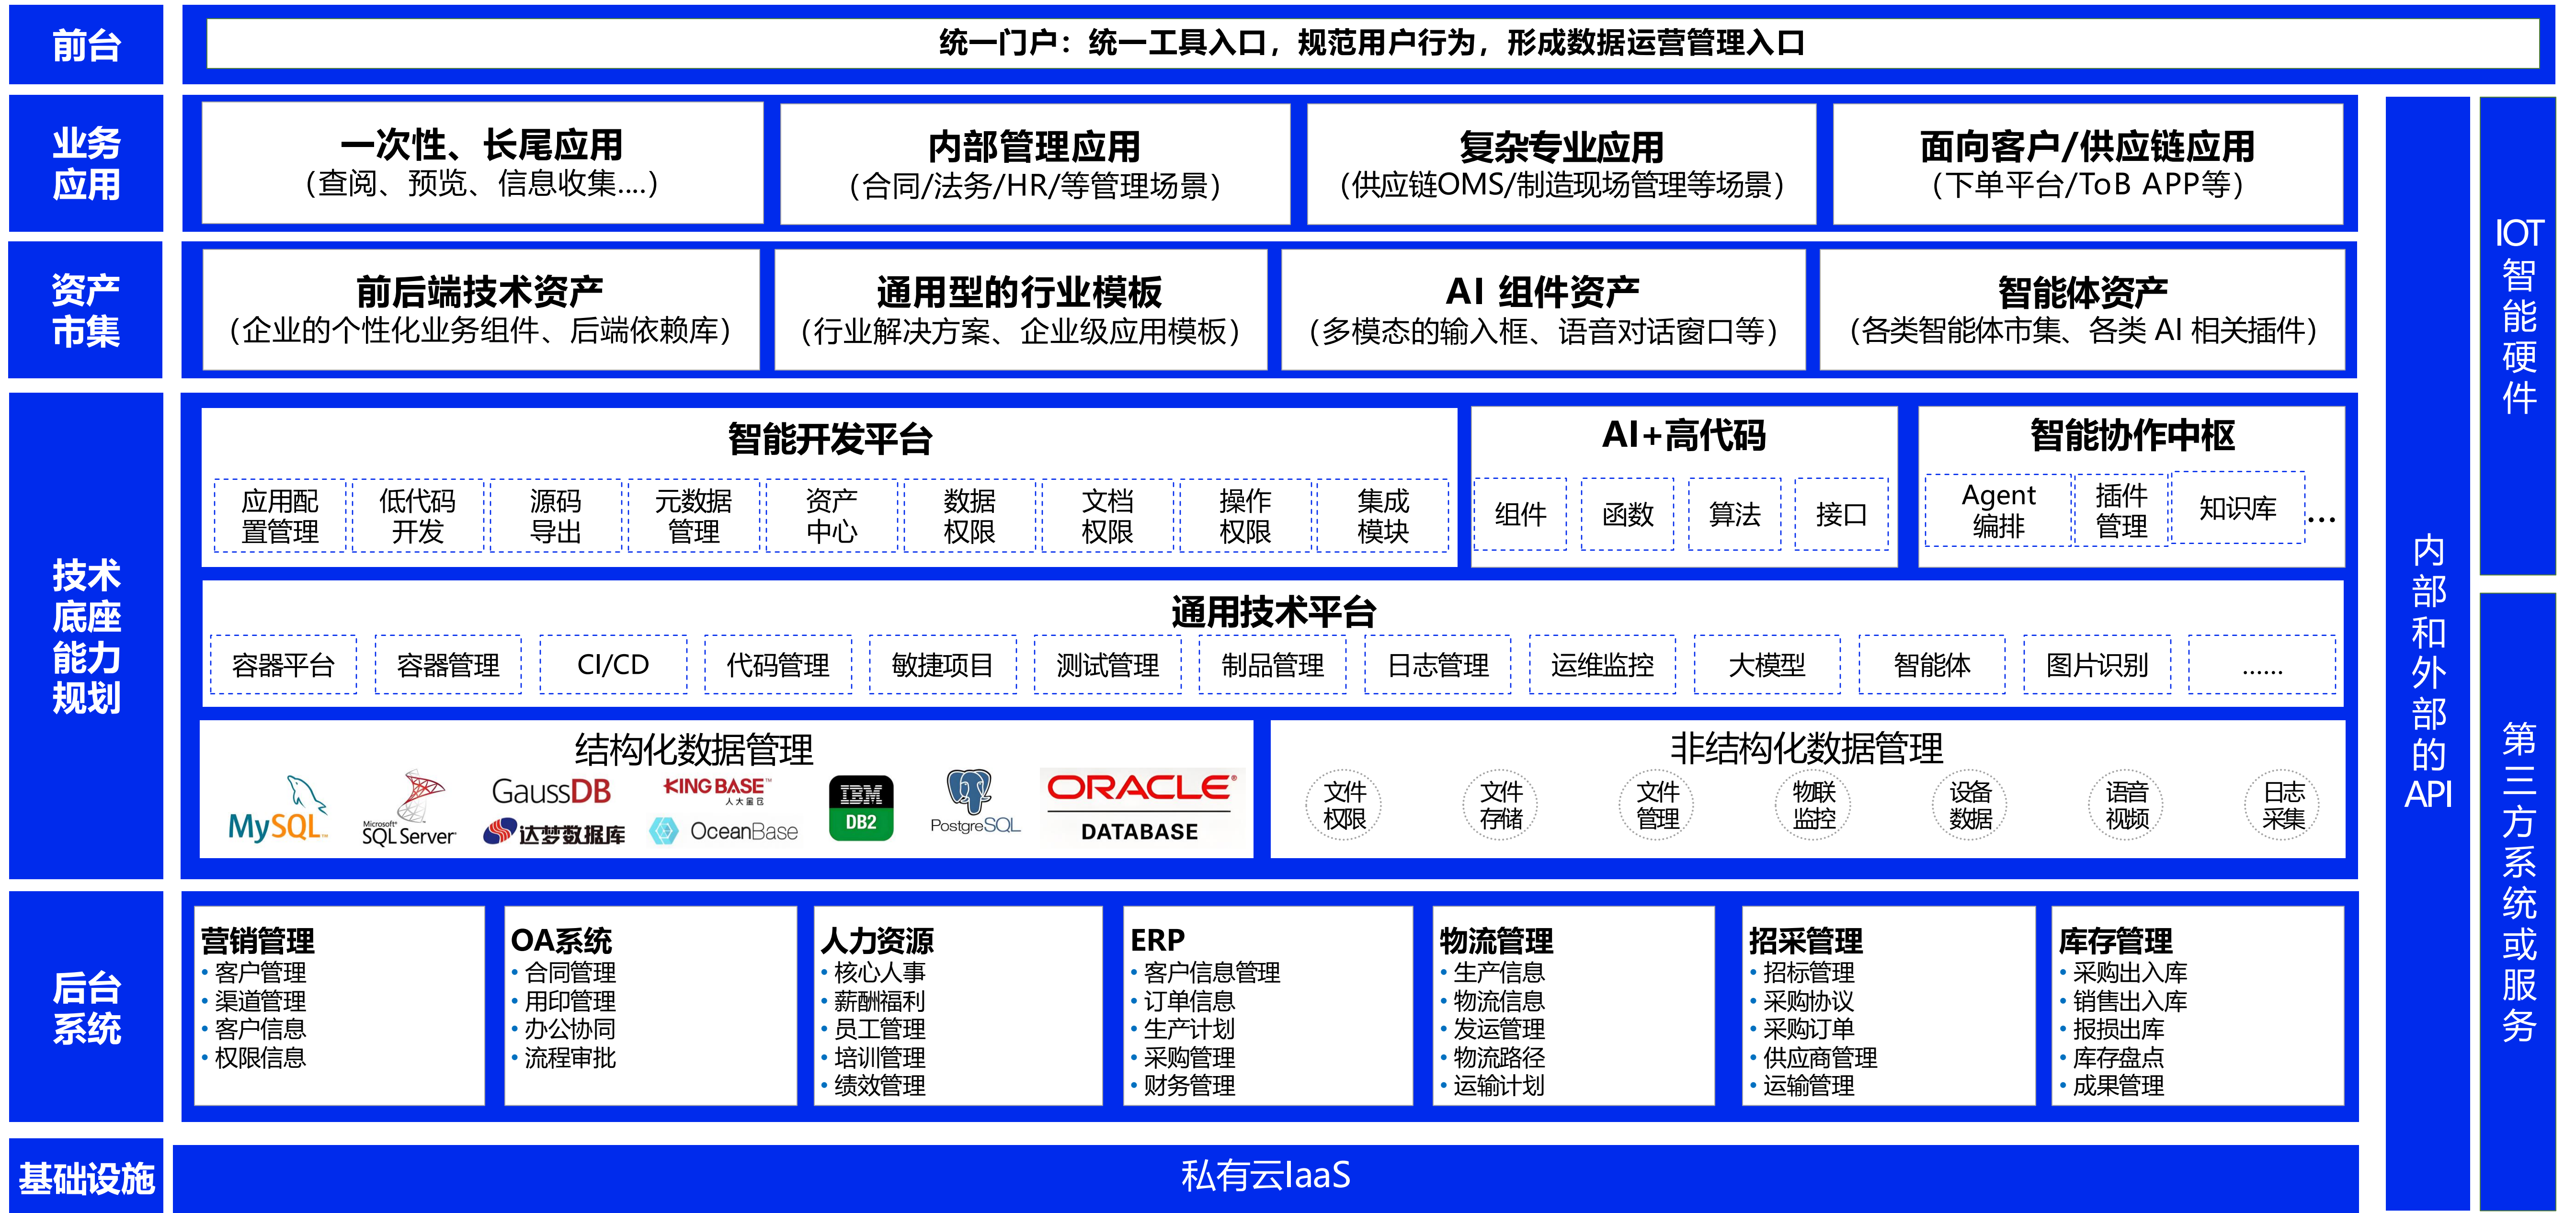 前台
统一门户：统一工具入口，规范用户行为，形成数据运营管理入口
业务
应用
一次性、长尾应用
（查阅、预览、信息收集....）
内部管理应用
（合同/法务/HR/等管理场景）
复杂专业应用
（供应链OMS/制造现场管理等场景）
面向客户/供应链应用
（下单平台/ToB APP等）
资产
市集
前后端技术资产
（企业的个性化业务组件、后端依赖库）
通用型的行业模板
（行业解决方案、企业级应用模板）
AI 组件资产
（多模态的输入框、语音对话窗口等）
智能体资产
（各类智能体市集、各类 AI 相关插件）
技术
底座
能力
规划
智能开发平台
应用配
置管理
低代码
开发
源码
导出
元数据
管理
资产
中心
数据
权限
文档
权限
操作
权限
集成
模块
AI+高代码
组件
函数
算法
接口
智能协作中枢
Agent
编排
插件
管理
知识库
...
通用技术平台
容器平台
容器管理
CI/CD
代码管理
敏捷项目
测试管理
制品管理
日志管理
运维监控
大模型
智能体
图片识别
......
结构化数据管理
MySQL™
Microsoft®
SQL Server®
GaussDB
达梦数据库
KINGBASE™
人大金仓
OceanBase
IBM
DB2
PostgreSQL
ORACLE®
DATABASE
非结构化数据管理
文件
权限
文件
存储
文件
管理
物联
监控
设备
数据
语音
视频
日志
采集
后台
系统
营销管理
• 客户管理
• 渠道管理
• 客户信息
• 权限信息
OA系统
• 合同管理
• 用印管理
• 办公协同
• 流程审批
人力资源
• 核心人事
• 薪酬福利
• 员工管理
• 培训管理
• 绩效管理
ERP
• 客户信息管理
• 订单信息
• 生产计划
• 采购管理
• 财务管理
物流管理
• 生产信息
• 物流信息
• 发运管理
• 物流路径
• 运输计划
招采管理
• 招标管理
• 采购协议
• 采购订单
• 供应商管理
• 运输管理
库存管理
• 采购出入库
• 销售出入库
• 报损出库
• 库存盘点
• 成果管理
基础设施
私有云IaaS
内部和外部的API
IOT智能硬件
第三方系统或服务